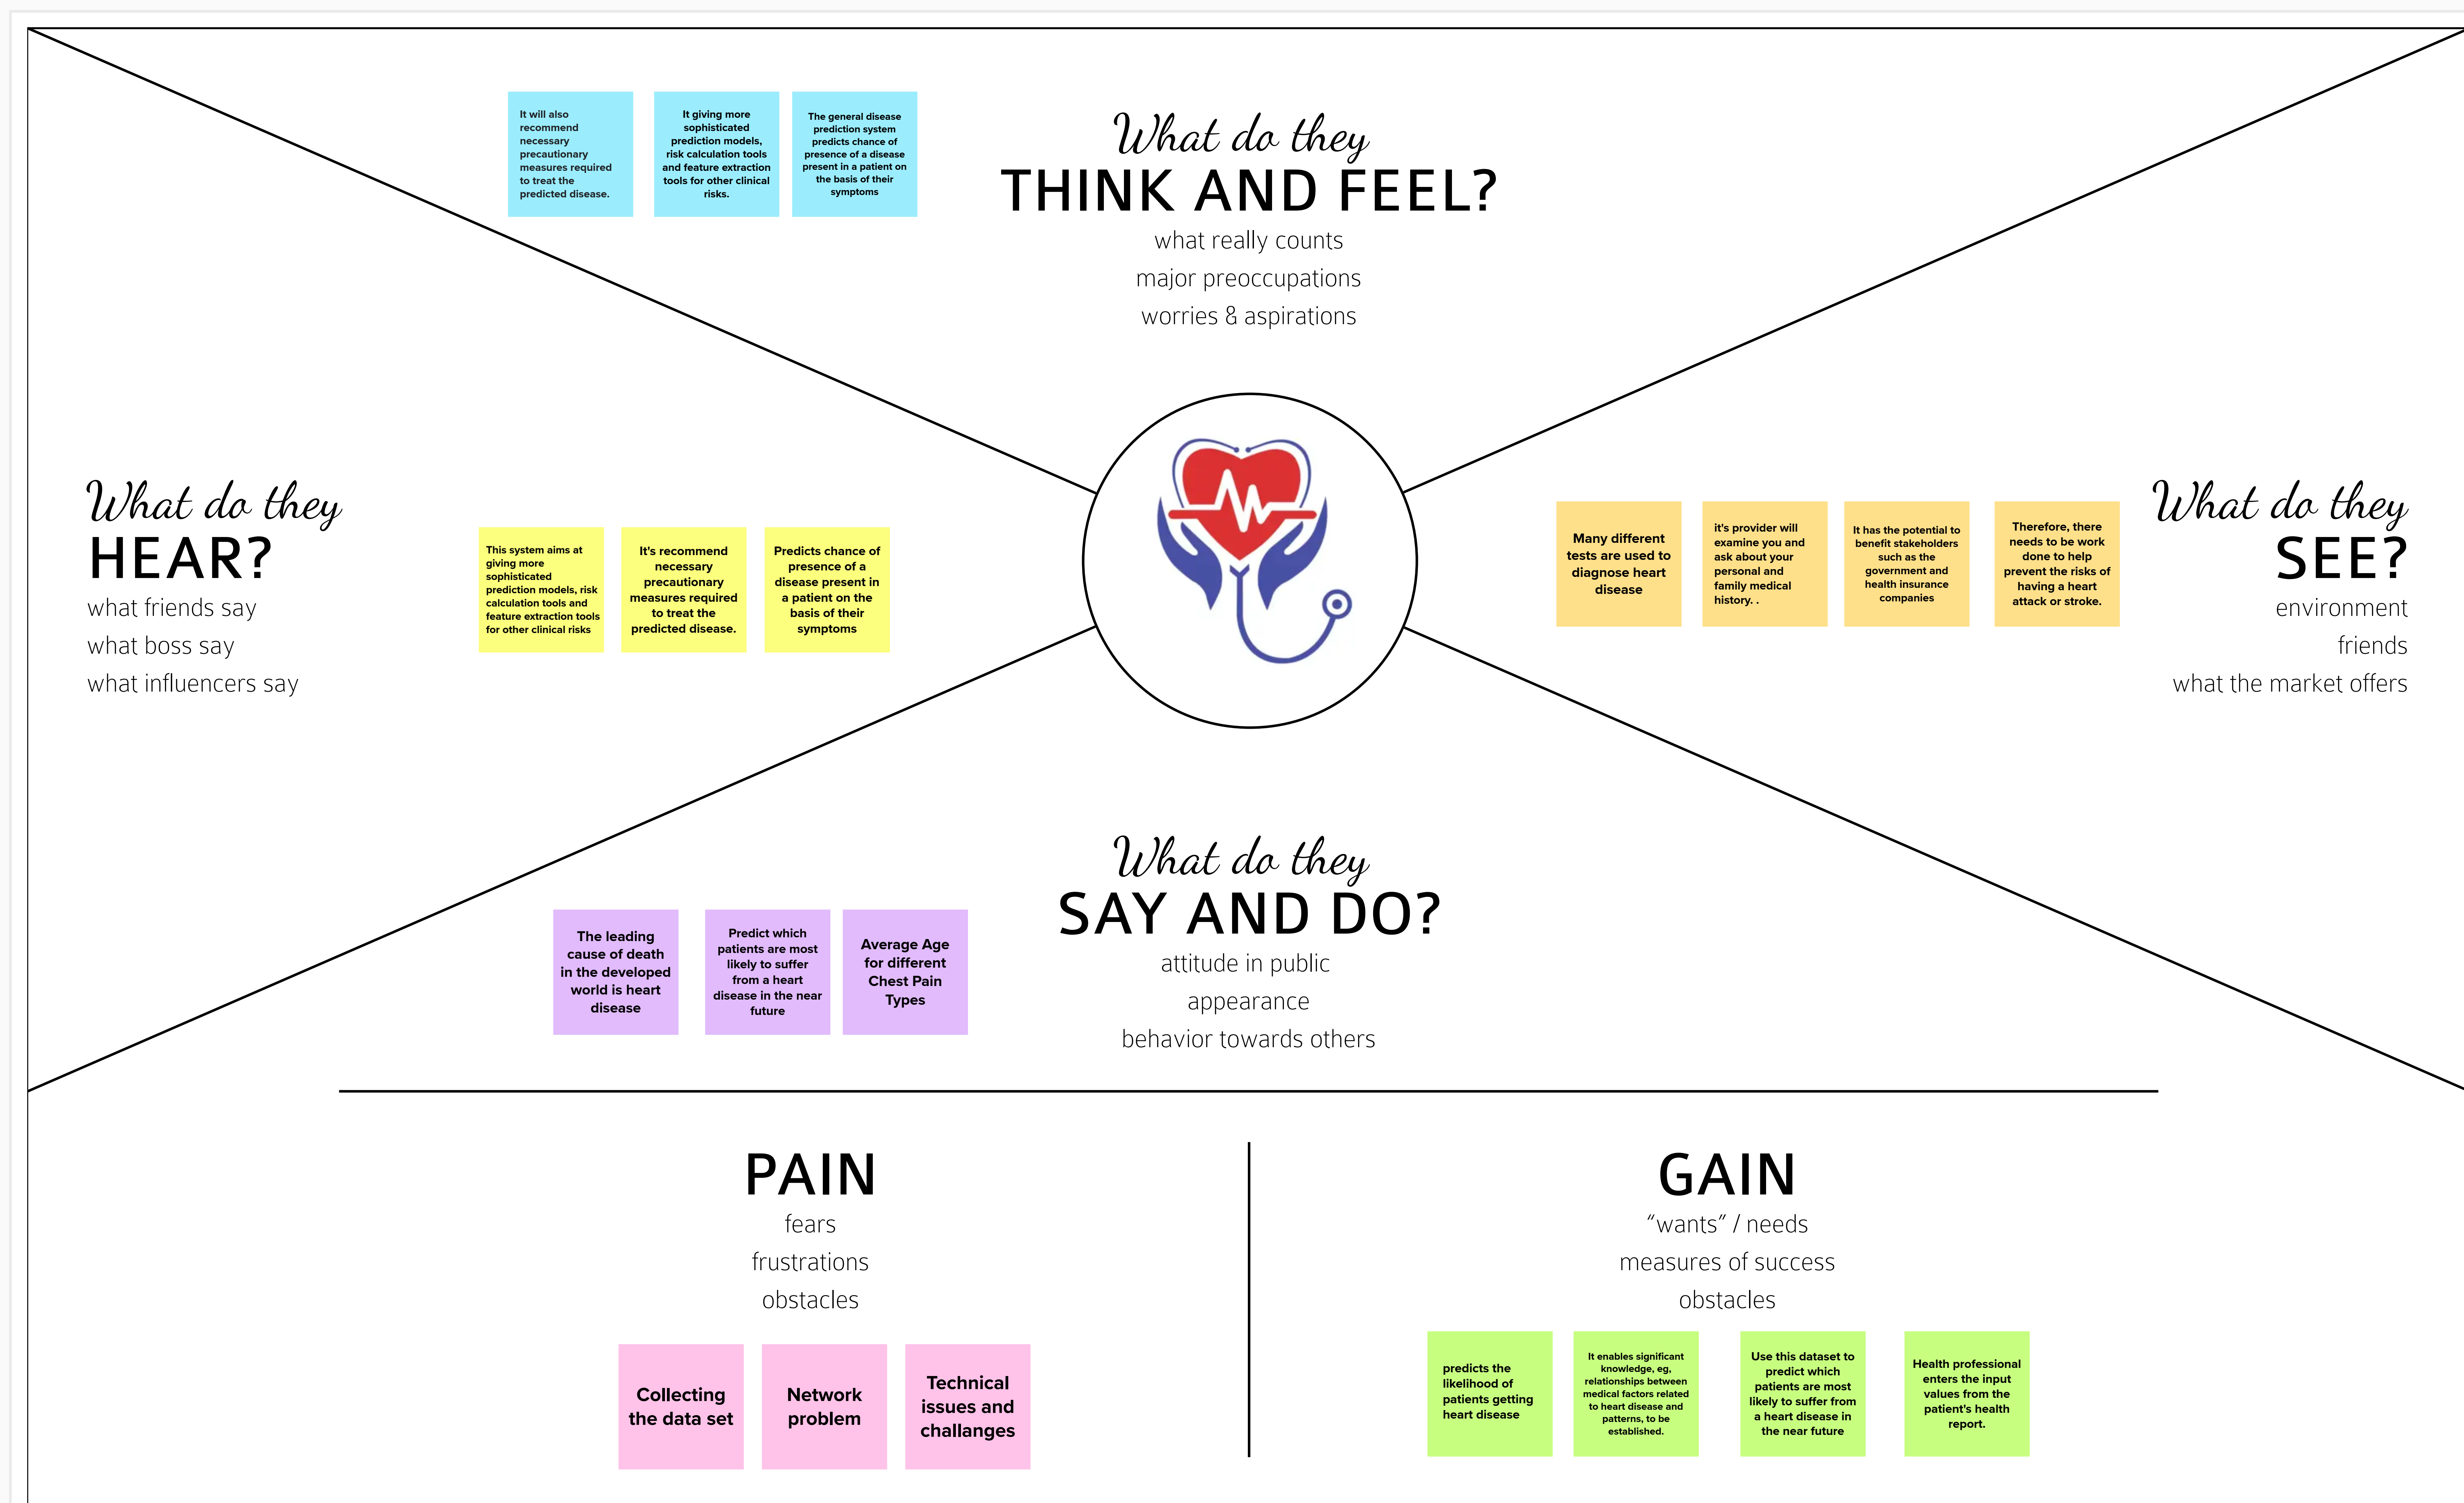 It will also
recommend
necessary
precautionary
measures required
to treat the
predicted disease.
It giving more
sophisticated
prediction models,
risk calculation tools
and feature extraction
tools for other clinical
risks.
The general disease
prediction system
predicts chance of
presence of a disease
present in a patient on
the basis of their
symptoms
What do they
THINK AND FEEL?
what really counts
major preoccupations
worries & aspirations
What do they
HEAR?
what friends say
what boss say
what influencers say
This system aims at
giving more
sophisticated
prediction models, risk
calculation tools and
feature extraction tools
for other clinical risks
It's recommend
necessary
precautionary
measures required
to treat the
predicted disease.
Predicts chance of
presence of a
disease present in
a patient on the
basis of their
symptoms
Many different
tests are used to
diagnose heart
disease
it's provider will
examine you and
ask about your
personal and
family medical
history. .
It has the potential to
benefit stakeholders
such as the
government and
health insurance
companies
Therefore, there
needs to be work
done to help
prevent the risks of
having a heart
attack or stroke.
What do they
SEE?
environment
friends
what the market offers
What do they
SAY AND DO?
attitude in public
appearance
behavior towards others
The leading
cause of death
in the developed
world is heart
disease
Predict which
patients are most
likely to suffer
from a heart
disease in the near
future
Average Age
for different
Chest Pain
Types
PAIN
fears
frustrations
obstacles
Collecting
the data set
Network
problem
Technical
issues and
challanges
GAIN
“wants” / needs
measures of success
obstacles
predicts the
likelihood of
patients getting
heart disease
It enables significant
knowledge, eg,
relationships between
medical factors related
to heart disease and
patterns, to be
established.
Use this dataset to
predict which
patients are most
likely to suffer from
a heart disease in
the near future
Health professional
enters the input
values from the
patient's health
report.